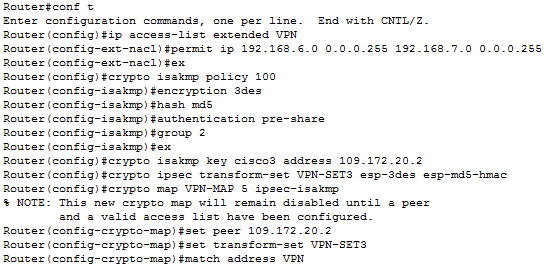 Router#conf t
Enter configuration commands, one per line.  End with CNTL/Z.
Router(config)#ip access-list extended VPN
Router(config-ext-nacl)#permit ip 192.168.6.0 0.0.0.255 192.168.7.0 0.0.0.255
Router(config-ext-nacl)#ex
Router(config)#crypto isakmp policy 100
Router(config-isakmp)#encryption 3des
Router(config-isakmp)#hash md5
Router(config-isakmp)#authentication pre-share
Router(config-isakmp)#group 2
Router(config-isakmp)#ex
Router(config)#crypto isakmp key cisco3 address 109.172.20.2
Router(config)#crypto ipsec transform-set VPN-SET3 esp-3des esp-md5-hmac
Router(config)#crypto map VPN-MAP 5 ipsec-isakmp
% NOTE: This new crypto map will remain disabled until a peer
        and a valid access list have been configured.
Router(config-crypto-map)#set peer 109.172.20.2
Router(config-crypto-map)#set transform-set VPN-SET3
Router(config-crypto-map)#match address VPN